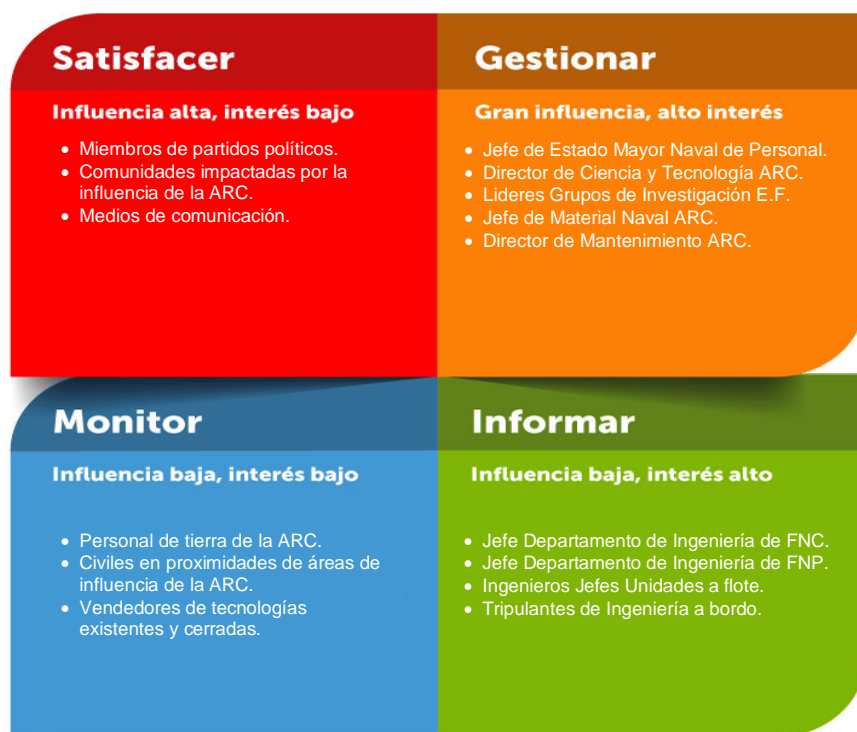 Satisfacer
Influencia alta, interés bajo
• Miembros de partidos políticos.
• Comunidades impactadas por la
influencia de la ARC.
• Medios de comunicación.
Gestionar
Gran influencia, alto interés
• Jefe de Estado Mayor Naval de Personal.
• Director de Ciencia y Tecnología ARC.
• Lideres Grupos de Investigación E.F.
• Jefe de Material Naval ARC.
• Director de Mantenimiento ARC.
Monitor
Influencia baja, interés bajo
• Personal de tierra de la ARC.
• Civiles en proximidades de áreas de
influencia de la ARC.
• Vendedores de tecnologías
existentes y cerradas.
Informar
Influencia baja, interés alto
• Jefe Departamento de Ingeniería de FNC.
• Jefe Departamento de Ingeniería de FNP.
• Ingenieros Jefes Unidades a flote.
• Tripulantes de Ingeniería a bordo.